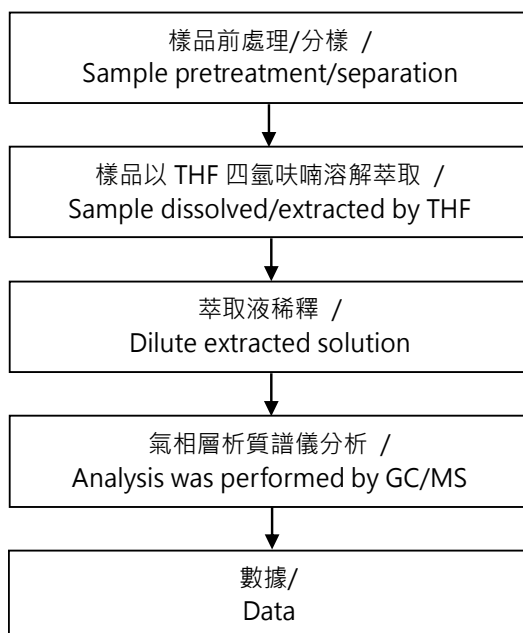 樣品前處理/分樣 /
Sample pretreatment/separation
樣品以 THF 四氫呋喃溶解萃取 /
Sample dissolved/extracted by THF
萃取液稀釋 /
Dilute extracted solution
氣相層析質譜儀分析 /
Analysis was performed by GC/MS
數據/
Data